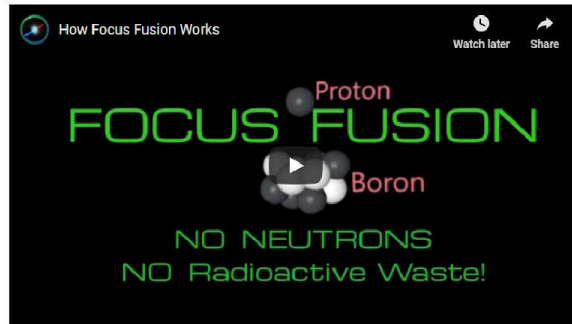 How Focus Fusion Works
Watch later
Share
Proton
FOCUS FUSION
Boron
NO NEUTRONS
NO Radioactive Waste!